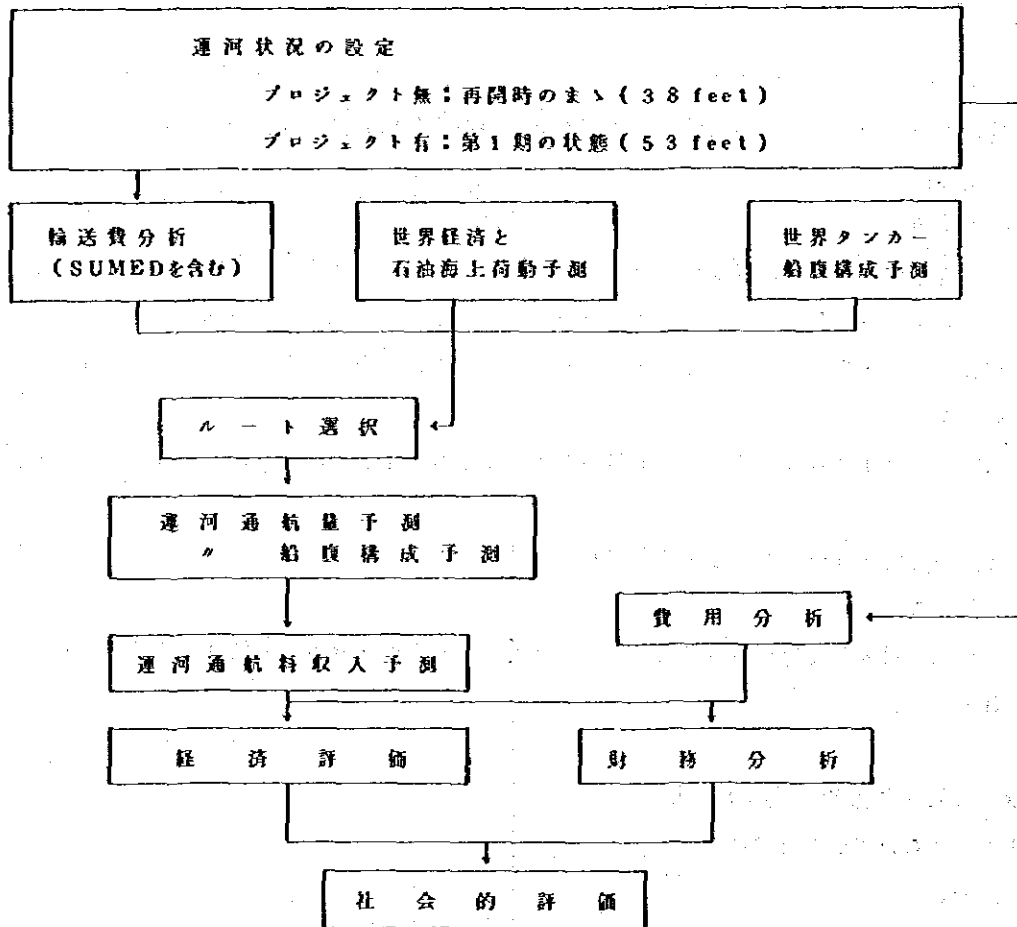 運河状況の設定
プロジェクト無：再開時のまゝ(38feet)
プロジェクト有：第1期の状態(53feet)
輸送費分析
(SUMEDを含む)
世界経済と
石油海上荷動予測
世界タンカー
船腹構成予測
ルート選択
運河通航量予測
〃 船腹構成予測
費用分析
運河通航料収入予測
経済評価
財務分析
社会的評価